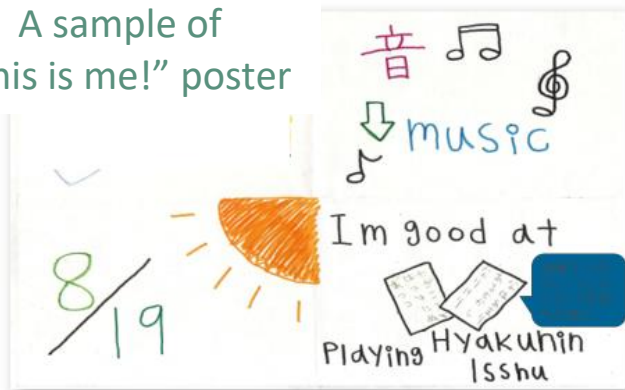 A sample of
his is me!” poster
音
music
8/19
Im good at
Playing Hyakunin
Isshu